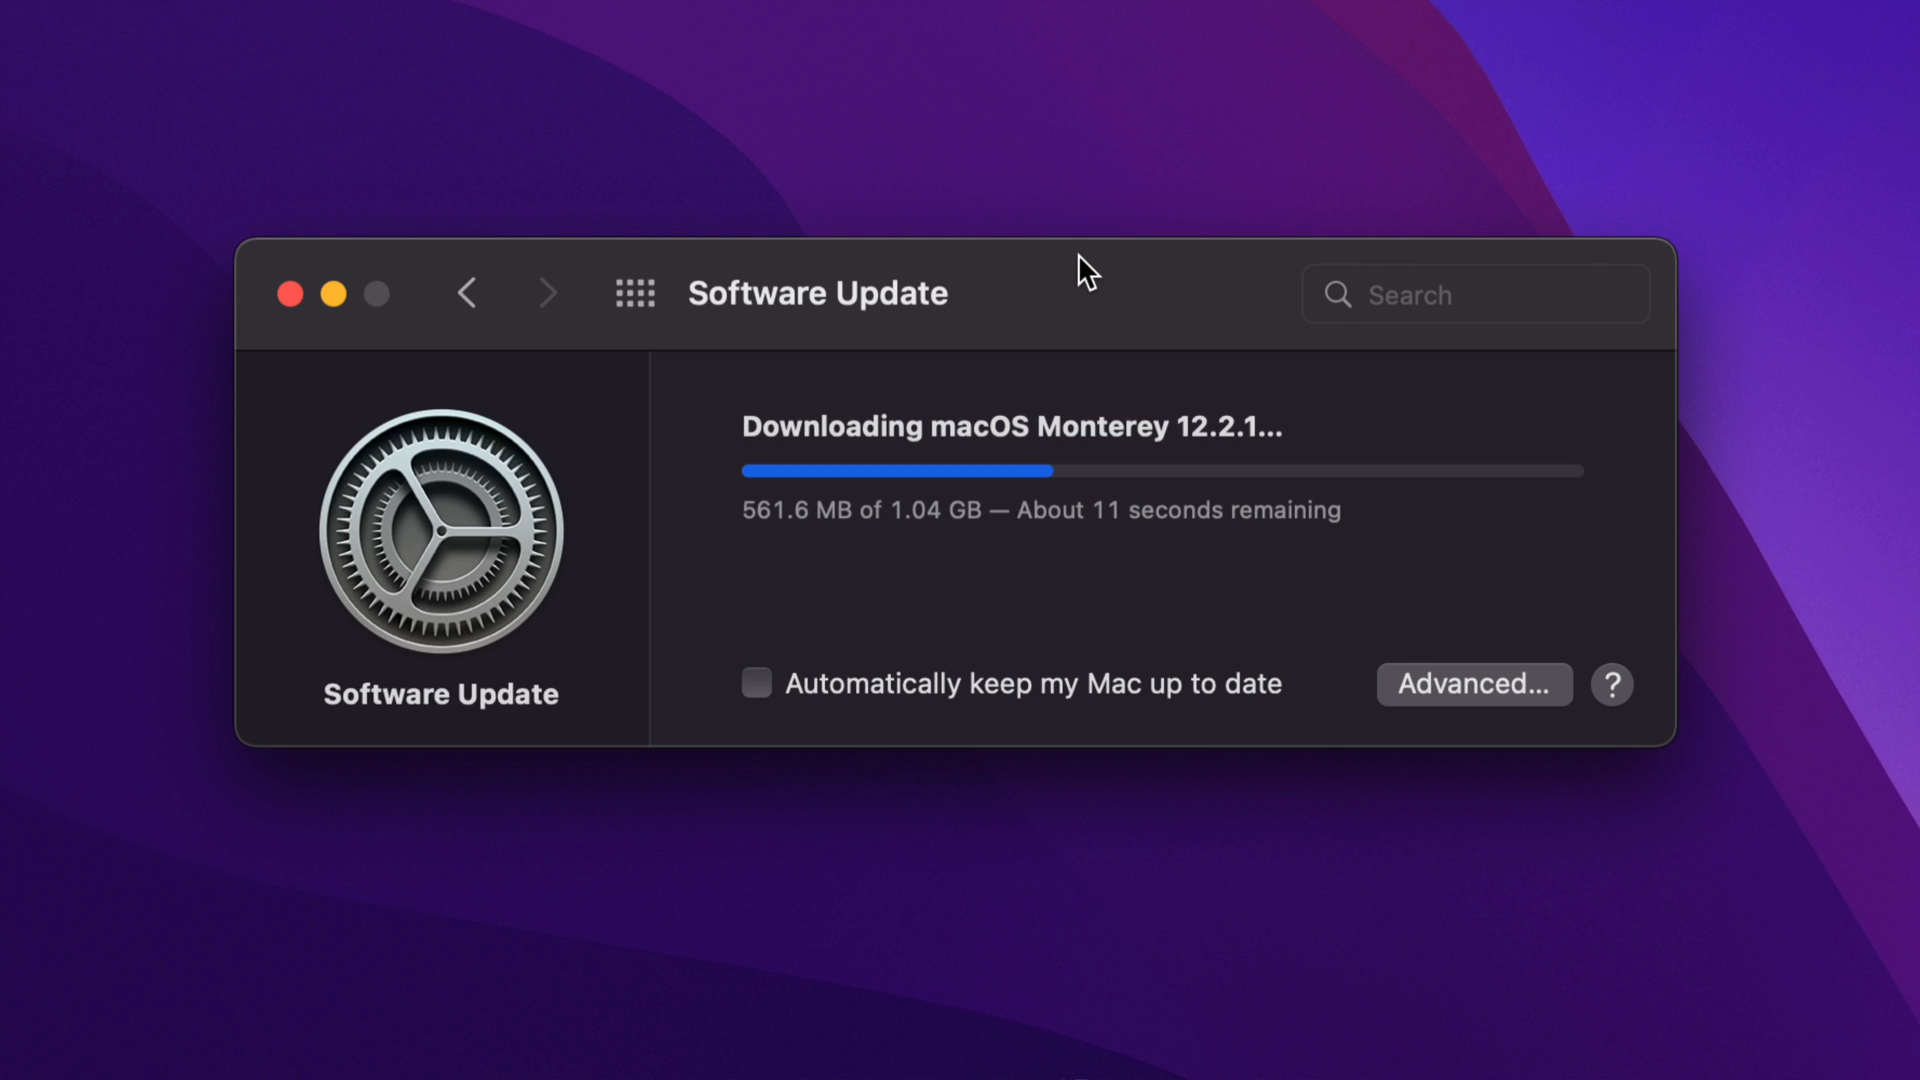 Software Update
Search
Downloading macOS Monterey 12.2.1...
561.6 MB of 1.04 GB — About 11 seconds remaining
Software Update
Automatically keep my Mac up to date
Advanced...
?